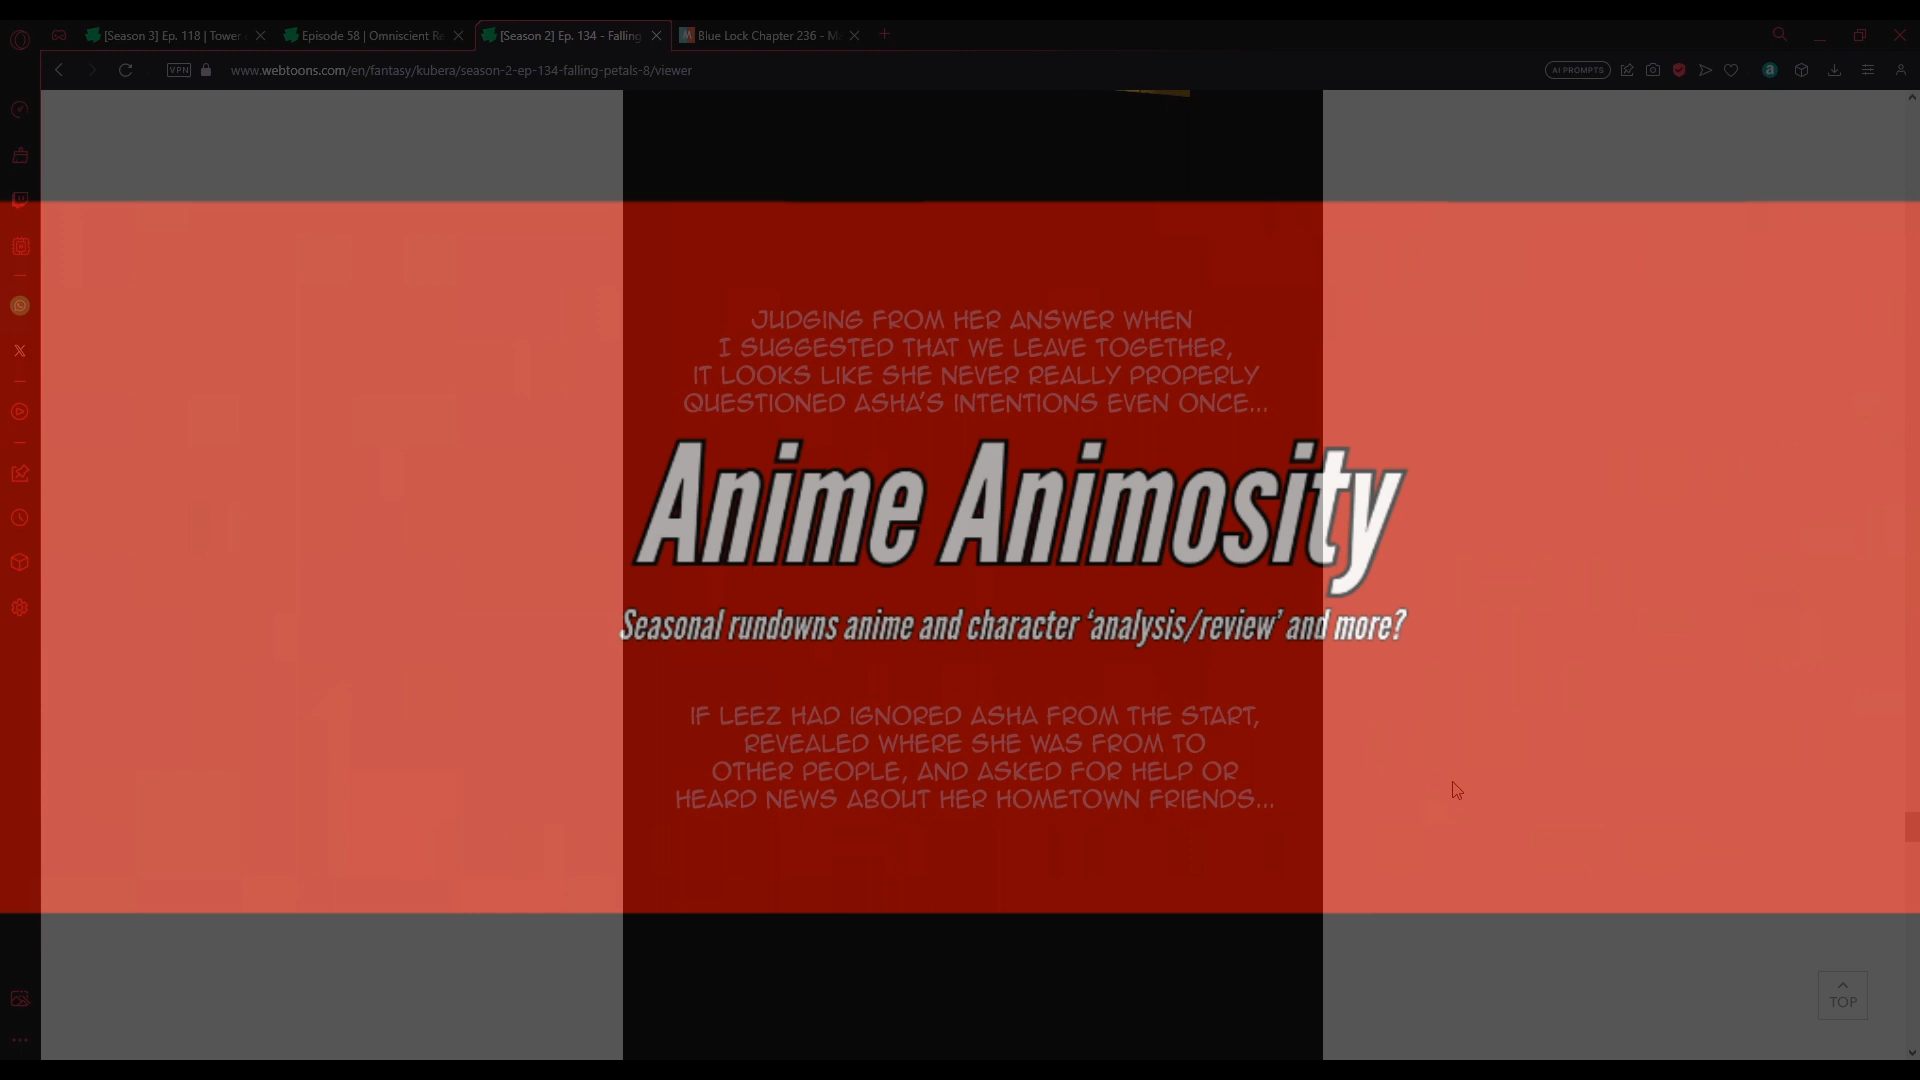 [Season 3] Ep. 118 | Tower
Episode 58 | Omniscient Re
[Season 2] Ep. 134 - Falling
Blue Lock Chapter 236 - M
VPN
www.webtoons.com/en/fantasy/kubera/season-2-ep-134-falling-petals-8/viewer
AI PROMPTS
a
JUDGING FROM HER ANSWER WHEN
I SUGGESTED THAT WE LEAVE TOGETHER,
IT LOOKS LIKE SHE NEVER REALLY PROPERLY
QUESTIONED ASHA'S INTENTIONS EVEN ONCE...
Anime Animosity
Seasonal rundowns anime and character 'analysis/review' and more?
IF LEEZ HAD IGNORED ASHA FROM THE START,
REVEALED WHERE SHE WAS FROM TO
OTHER PEOPLE, AND ASKED FOR HELP OR
HEARD NEWS ABOUT HER HOMETOWN FRIENDS...
TOP